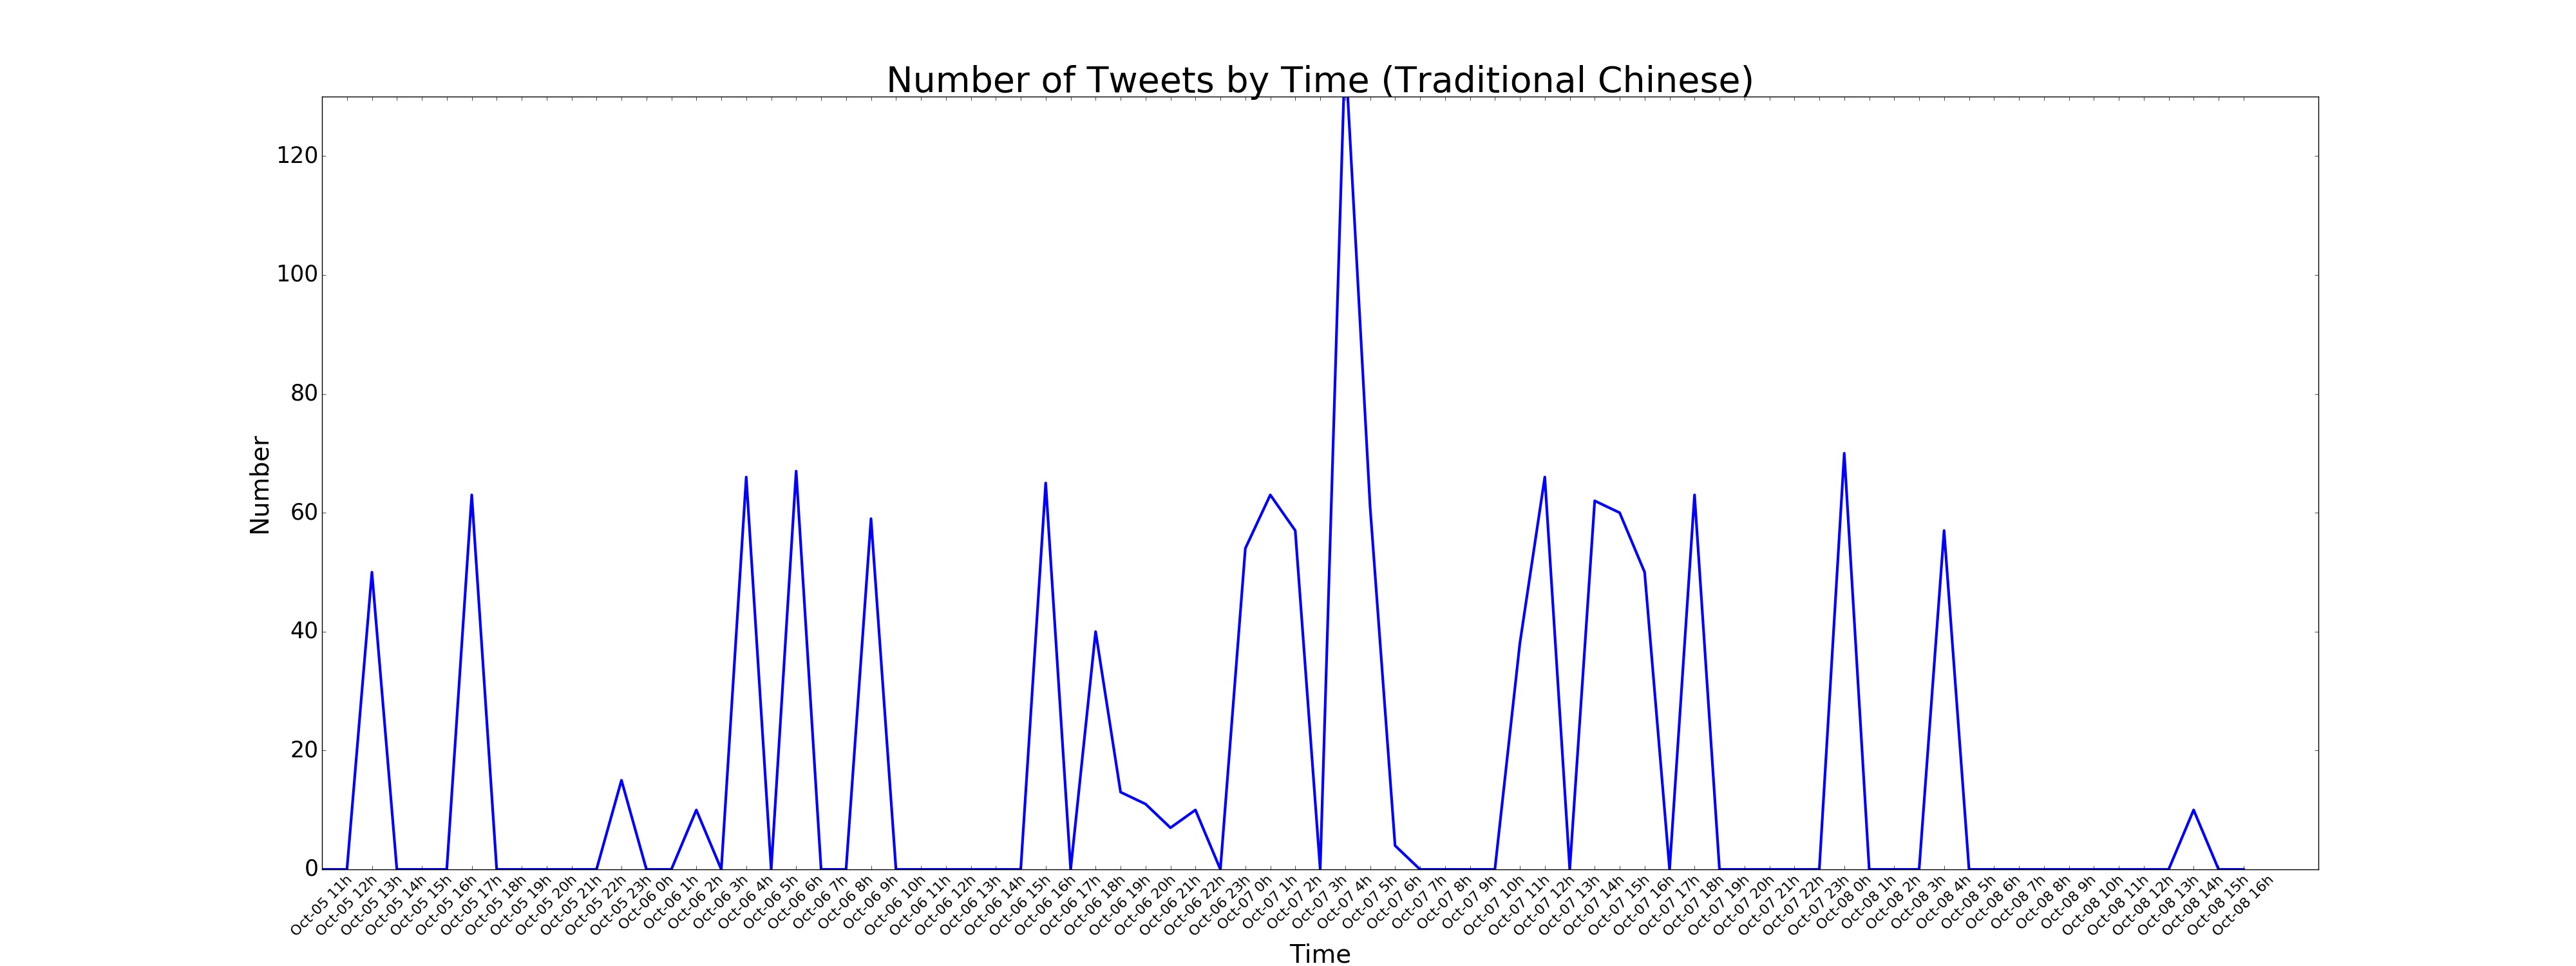 Number of Tweets by Time (Traditional Chinese)
120
100
80
60
40
20
0
Number
Oct-05 11h
Oct-05 12h
Oct-05 13h
Oct-05 14h
Oct-05 15h
Oct-05 16h
Oct-05 17h
Oct-05 18h
Oct-05 19h
Oct-05 20h
Oct-05 21h
Oct-05 22h
Oct-05 23h
Oct-06 0h
Oct-06 1h
Oct-06 2h
Oct-06 3h
Oct-06 4h
Oct-06 5h
Oct-06 6h
Oct-06 7h
Oct-06 8h
Oct-06 9h
Oct-06 10h
Oct-06 11h
Oct-06 12h
Oct-06 13h
Oct-06 14h
Oct-06 15h
Oct-06 16h
Oct-06 17h
Oct-06 18h
Oct-06 19h
Oct-06 20h
Oct-06 21h
Oct-06 22h
Oct-06 23h
Oct-07 0h
Oct-07 1h
Oct-07 2h
Oct-07 3h
Oct-07 4h
Oct-07 5h
Oct-07 6h
Oct-07 7h
Oct-07 8h
Oct-07 9h
Oct-07 10h
Oct-07 11h
Oct-07 12h
Oct-07 13h
Oct-07 14h
Oct-07 15h
Oct-07 16h
Oct-07 17h
Oct-07 18h
Oct-07 19h
Oct-07 20h
Oct-07 21h
Oct-07 22h
Oct-07 23h
Oct-08 0h
Oct-08 1h
Oct-08 2h
Oct-08 3h
Oct-08 4h
Oct-08 5h
Oct-08 6h
Oct-08 7h
Oct-08 8h
Oct-08 9h
Oct-08 10h
Oct-08 11h
Oct-08 12h
Oct-08 13h
Oct-08 14h
Oct-08 15h
Oct-08 16h
Time